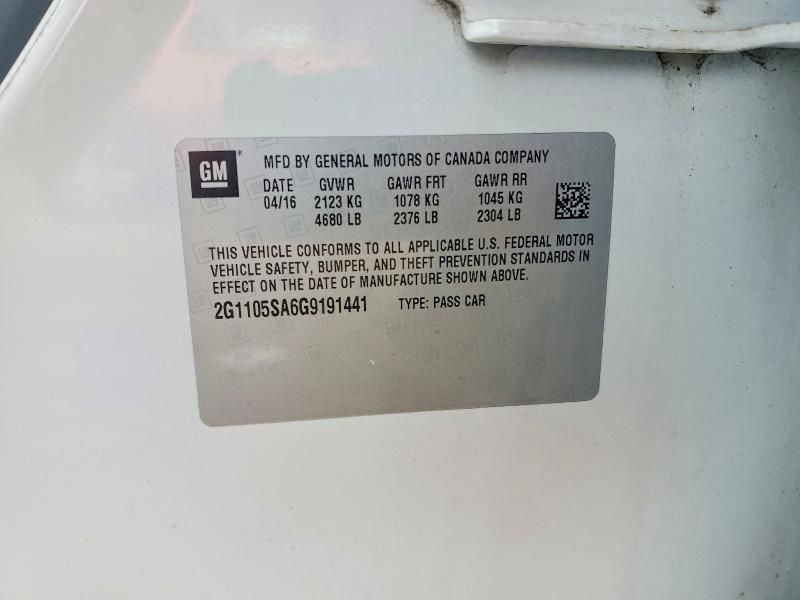 GM® MFD BY GENERAL MOTORS OF CANADA COMPANY
DATE GVWR GAWR FRT GAWR RR
04/16 2123 KG 1078 KG 1045 KG
4680 LB 2376 LB 2304 LB
THIS VEHICLE CONFORMS TO ALL APPLICABLE U.S. FEDERAL MOTOR
VEHICLE SAFETY, BUMPER, AND THEFT PREVENTION STANDARDS IN
EFFECT ON THE DATE OF MANUFACTURE SHOWN ABOVE.
2G1105SA6G9191441 TYPE: PASS CAR